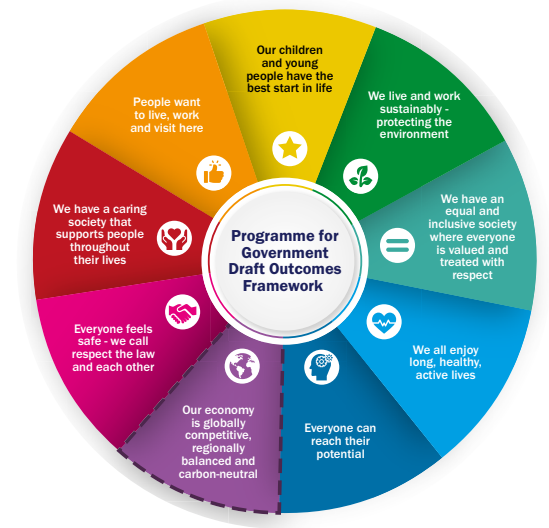 Our children
and young
people have the
best start in life
We live and work
sustainably -
protecting the
environment
We have an
equal and
inclusive society
where everyone
is valued and
treated with
respect
We all enjoy
long, healthy,
active lives
Everyone can
reach their
potential
Our economy
is globally
competitive,
regionally
balanced and
carbon-neutral
Everyone feels
safe - we call
respect the law
and each other
We have a caring
society that
supports people
throughout
their lives
People want
to live, work
and visit here
Programme for
Government
Draft Outcomes
Framework